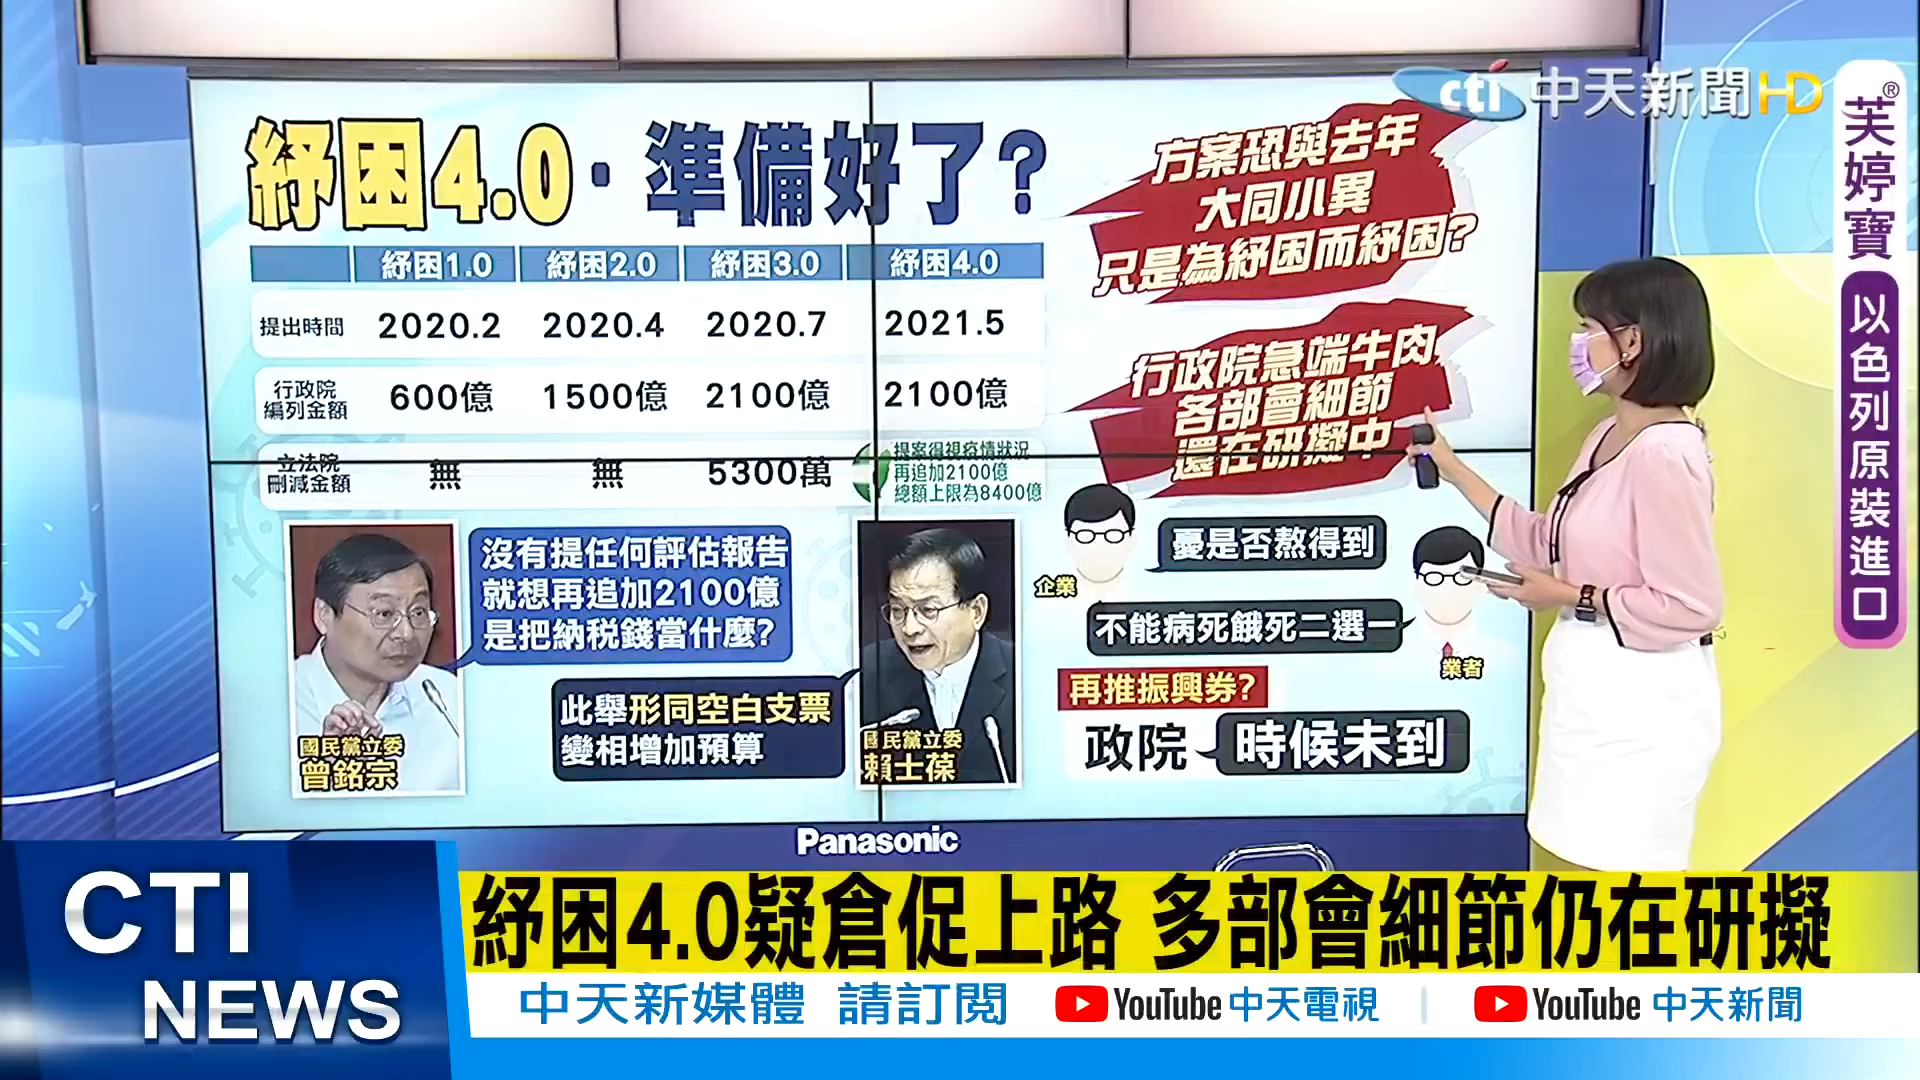 cti 中天新聞HD
紓困4.0·準備好了?
紓困1.0 紓困2.0 紓困3.0 紓困4.0
提出時間 2020.2 2020.4 2020.7 2021.5
行政院
編列金額 600億 1500億 2100億 2100億
立法院
刪減金額 無 無 5300萬
提案得視疫情狀況
再追加2100億
總額上限為8400億
方案恐與去年
大同小異
只是為紓困而紓困?
行政院急端牛肉
各部會細節
還在研擬中
沒有提任何評估報告
就想再追加2100億
是把納稅錢當什麼?
國民黨立委
曾銘宗
此舉形同空白支票
變相增加預算
國民黨立委
賴士葆
憂是否熬得到
企業
不能病死餓死二選一
業者
再推振興券?
政院 時候未到
Panasonic
芙婷寶®
以色列原裝進口
CTI
NEWS
紓困4.0疑倉促上路 多部會細節仍在研擬
中天新媒體 請訂閱 YouTube 中天電視 | YouTube 中天新聞